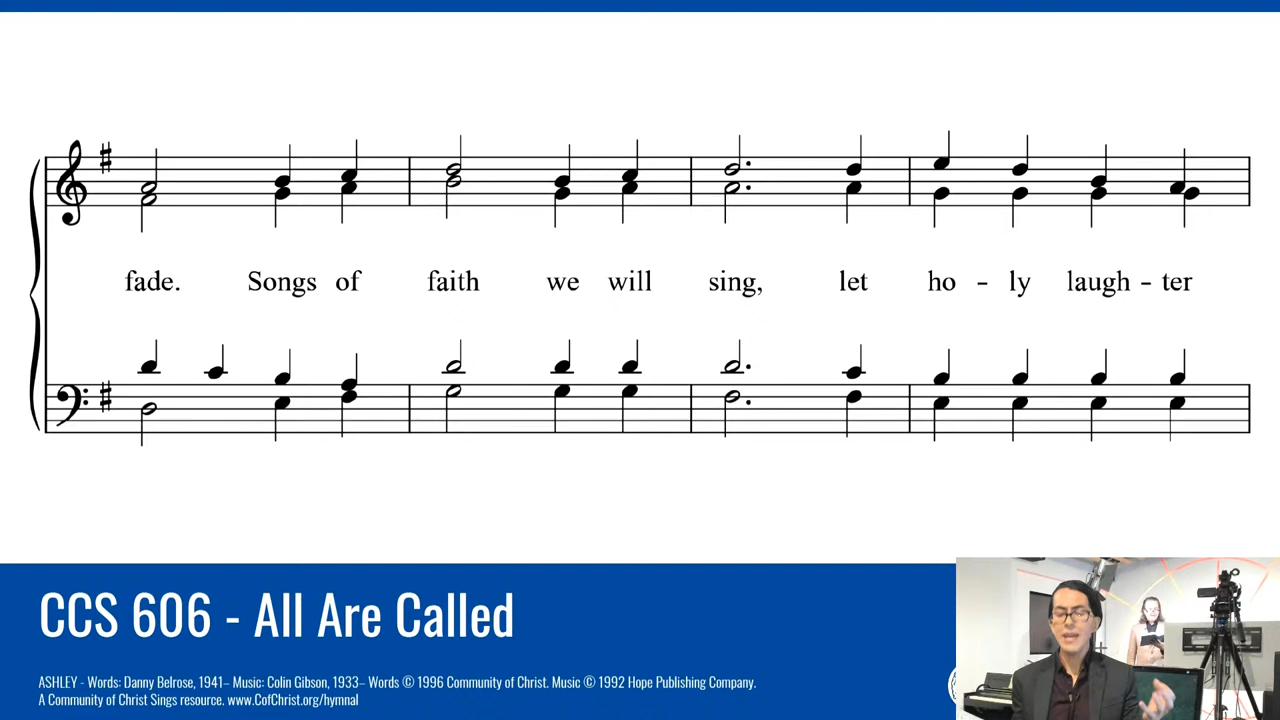 fade. Songs of faith we will sing, let ho - ly laugh - ter
CCS 606 - All Are Called
ASHLEY - Words: Danny Belrose, 1941– Music: Colin Gibson, 1933– Words © 1996 Community of Christ. Music © 1992 Hope Publishing Company.
A Community of Christ Sings resource. www.CofChrist.org/hymnal